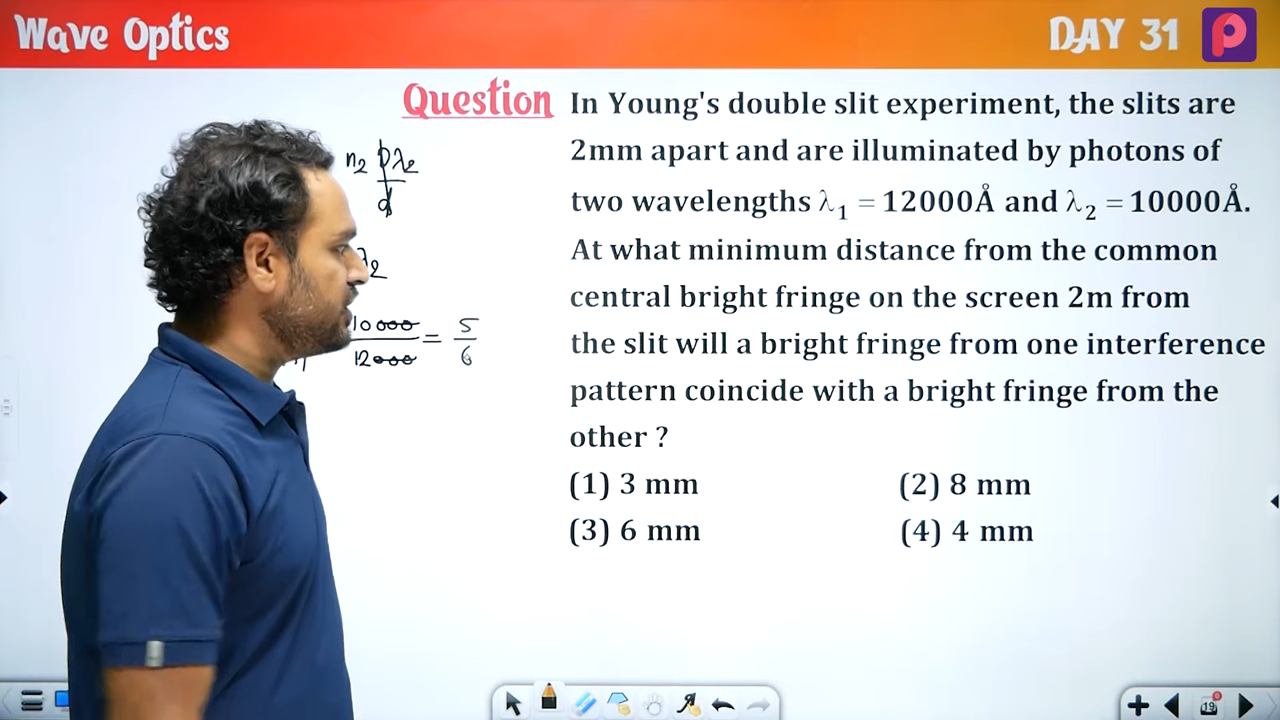 Wave Optics
DAY 31
Question In Young's double slit experiment, the slits are
2mm apart and are illuminated by photons of
two wavelengths λ₁ = 12000Å and λ₂ = 10000Å.
At what minimum distance from the common
central bright fringe on the screen 2m from
the slit will a bright fringe from one interference
pattern coincide with a bright fringe from the
other ?
(1) 3 mm (2) 8 mm
(3) 6 mm (4) 4 mm
n₂ Dλ₂
d
λ₂
10000 = 5
12000 6
19